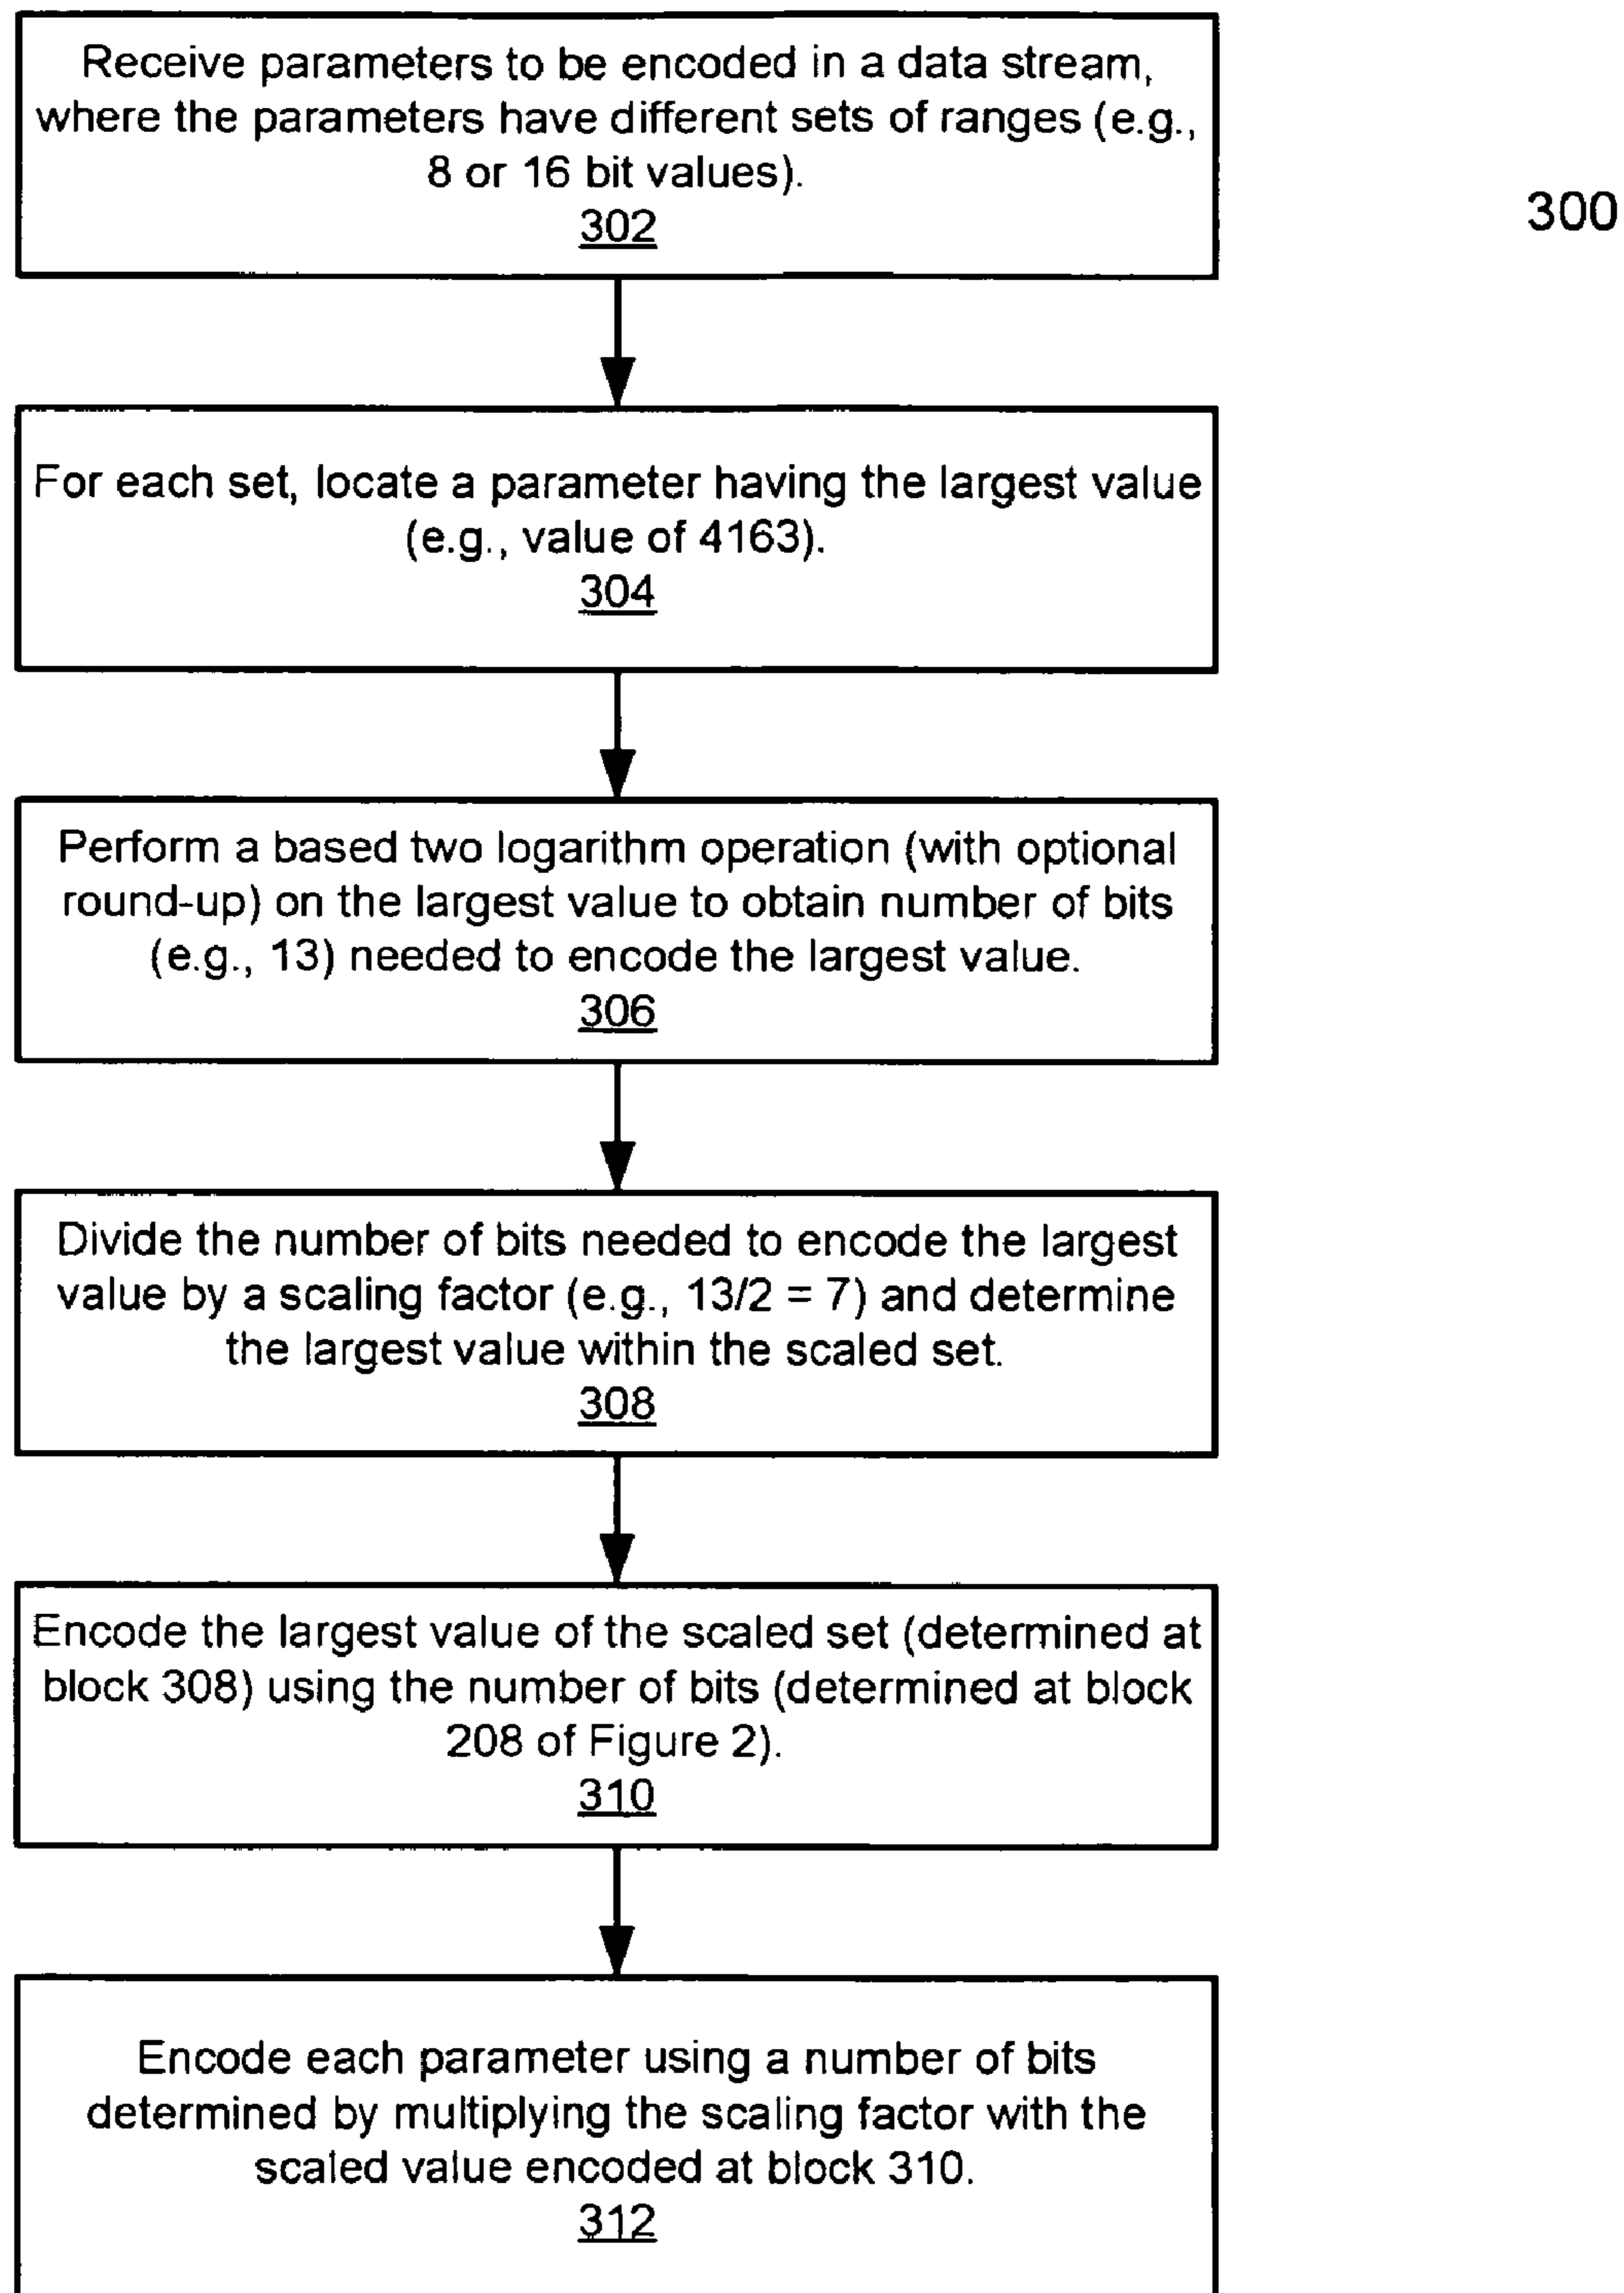 Receive parameters to be encoded in a data stream,
where the parameters have different sets of ranges (e.g.,
8 or 16 bit values).
302
300
For each set, locate a parameter having the largest value
(e.g., value of 4163).
304
Perform a based two logarithm operation (with optional
round-up) on the largest value to obtain number of bits
(e.g., 13) needed to encode the largest value.
306
Divide the number of bits needed to encode the largest
value by a scaling factor (e.g., 13/2 = 7) and determine
the largest value within the scaled set.
308
Encode the largest value of the scaled set (determined at
block 308) using the number of bits (determined at block
208 of Figure 2).
310
Encode each parameter using a number of bits
determined by multiplying the scaling factor with the
scaled value encoded at block 310.
312